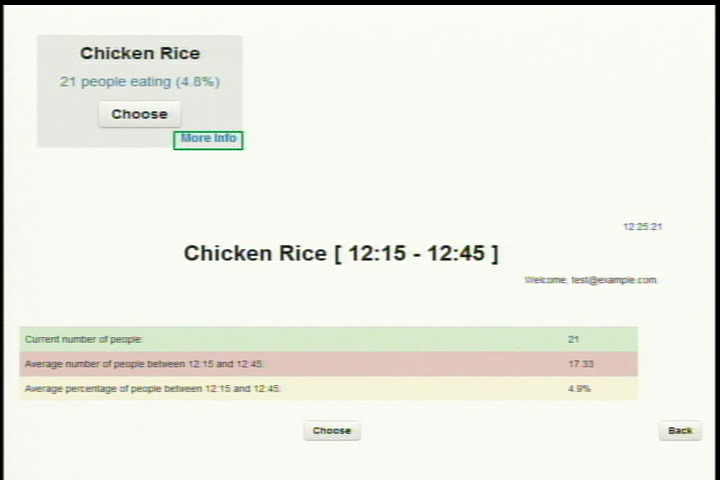 Chicken Rice
21 people eating (4.8%)
Choose
More Info
12:25:21
Chicken Rice [ 12:15 - 12:45 ]
Welcome, test@example.com.
Current number of people: 21
Average number of people between 12:15 and 12:45: 17.33
Average percentage of people between 12:15 and 12:45: 4.9%
Choose Back